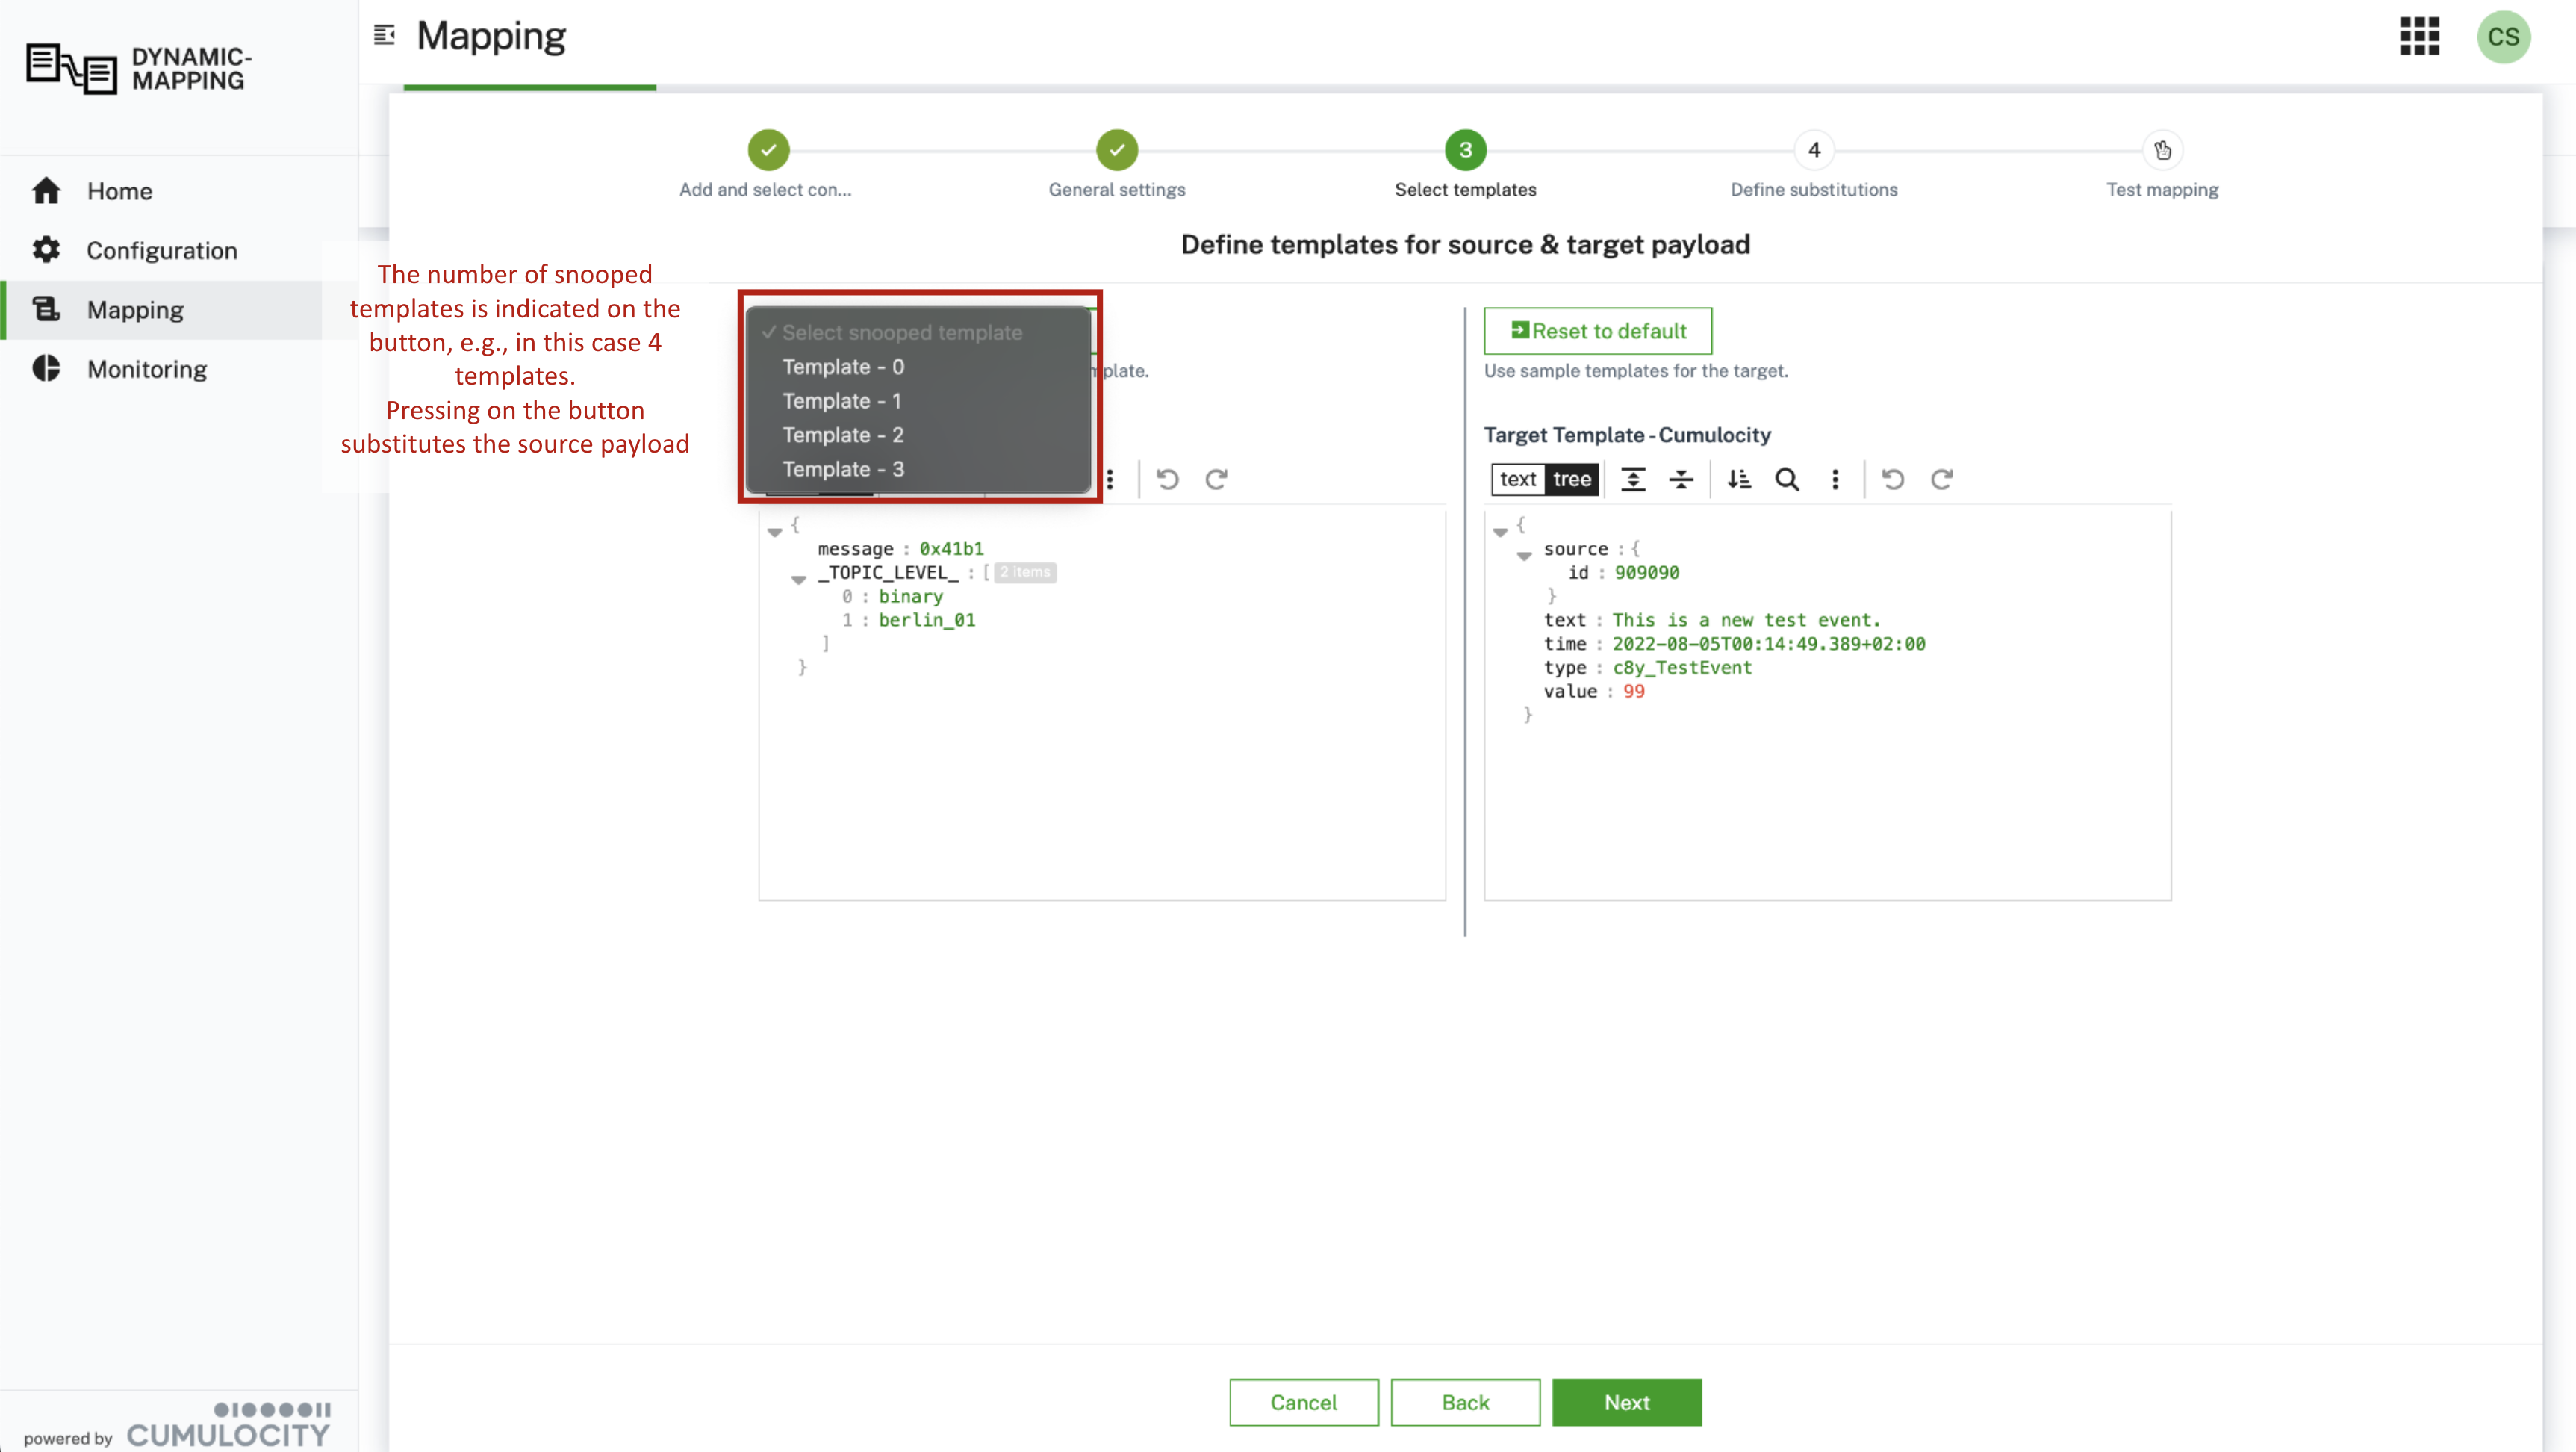 DYNAMIC-
MAPPING
Mapping
CS
Home
Configuration
Mapping
Monitoring
The number of snooped
templates is indicated on the
button, e.g., in this case 4
templates.
Pressing on the button
substitutes the source payload
Add and select con...
General settings
3
Select templates
4
Define substitutions
Test mapping
Define templates for source & target payload
Select snooped template
Template - 0
Template - 1
Template - 2
Template - 3
plate.
{
message : 0x41b1
_TOPIC_LEVEL_ : [ 2 items
0 : binary
1 : berlin_01
]
}
Reset to default
Use sample templates for the target.
Target Template - Cumulocity
text tree
{
source : {
id : 909090
}
text : This is a new test event.
time : 2022-08-05T00:14:49.389+02:00
type : c8y_TestEvent
value : 99
}
Cancel
Back
Next
powered by CUMULOCITY